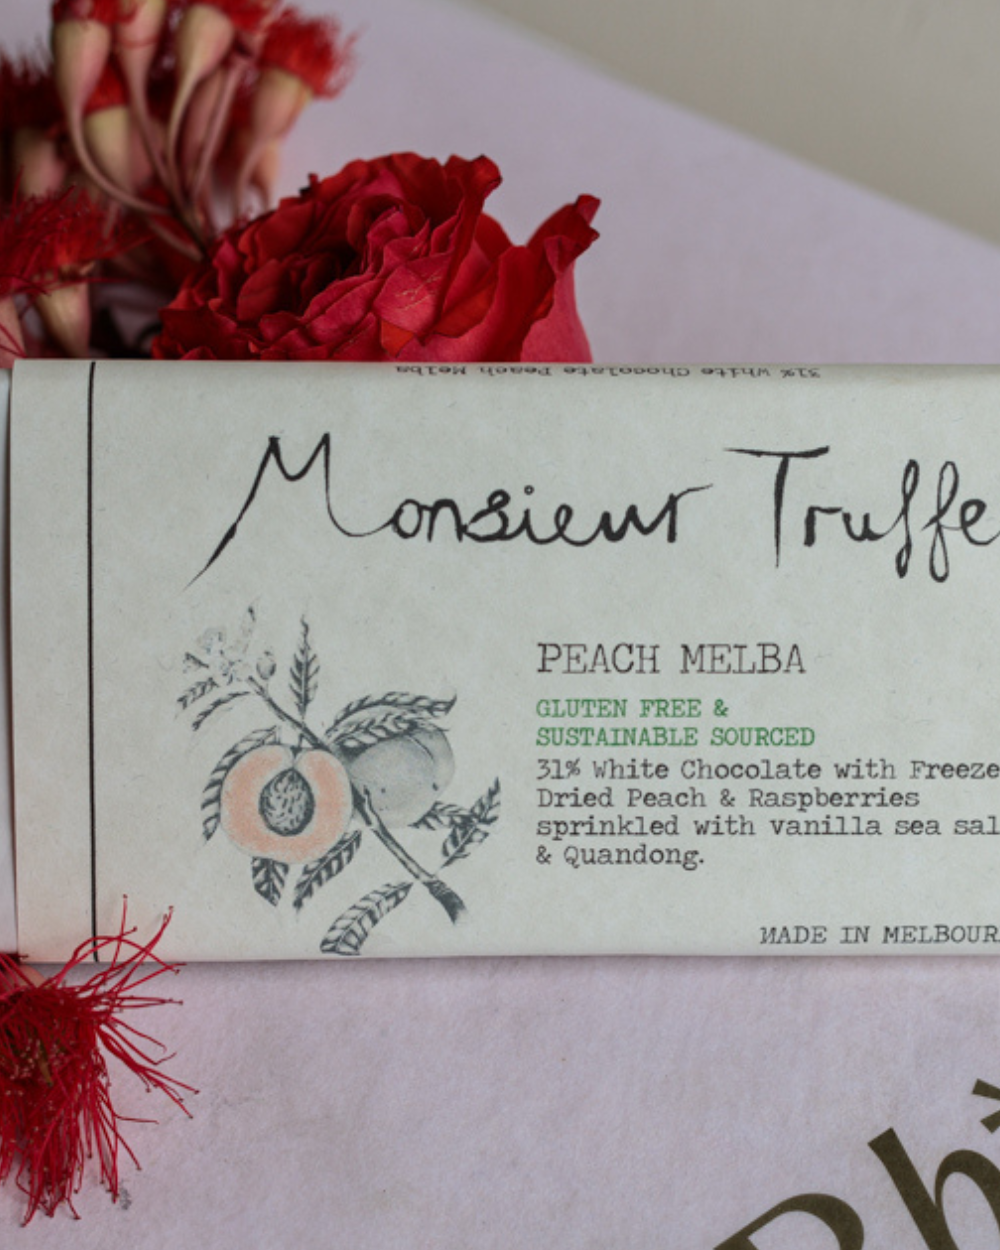 31% White Chocolate Peach Melba
Monsieur Truffe
PEACH MELBA
GLUTEN FREE &
SUSTAINABLE SOURCED
31% White Chocolate with Freeze
Dried Peach & Raspberries
sprinkled with vanilla sea sal
& Quandong.
MADE IN MELBOUR